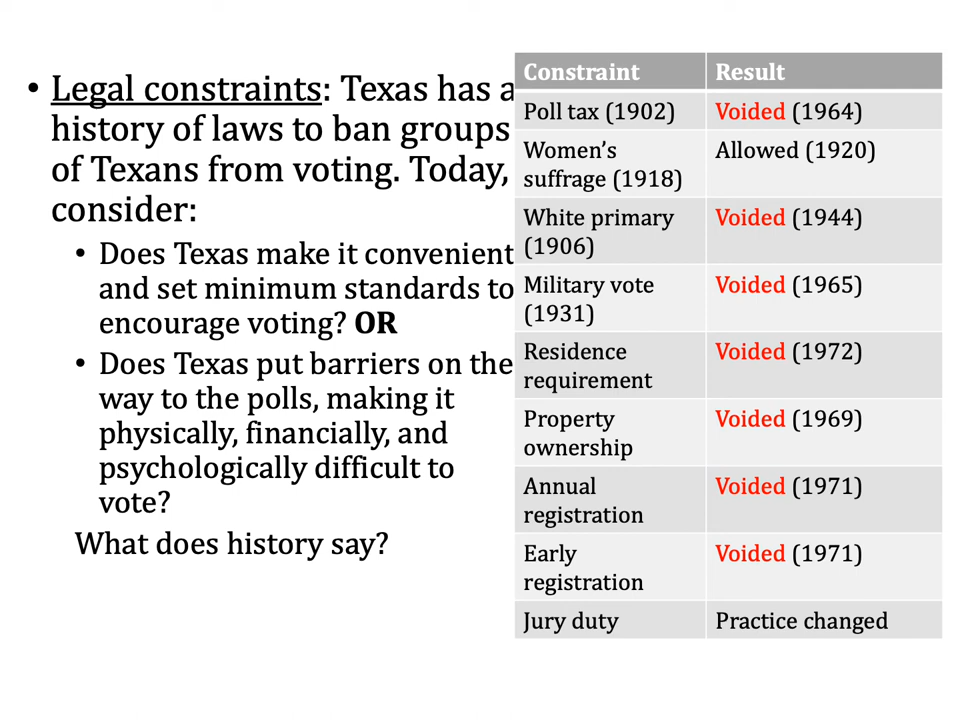 • Legal constraints: Texas has a
history of laws to ban groups
of Texans from voting. Today,
consider:
• Does Texas make it convenient
and set minimum standards to
encourage voting? OR
• Does Texas put barriers on the
way to the polls, making it
physically, financially, and
psychologically difficult to
vote?
What does history say?
Constraint Result
Poll tax (1902) Voided (1964)
Women’s Allowed (1920)
suffrage (1918)
White primary Voided (1944)
(1906)
Military vote Voided (1965)
(1931)
Residence Voided (1972)
requirement
Property Voided (1969)
ownership
Annual Voided (1971)
registration
Early Voided (1971)
registration
Jury duty Practice changed